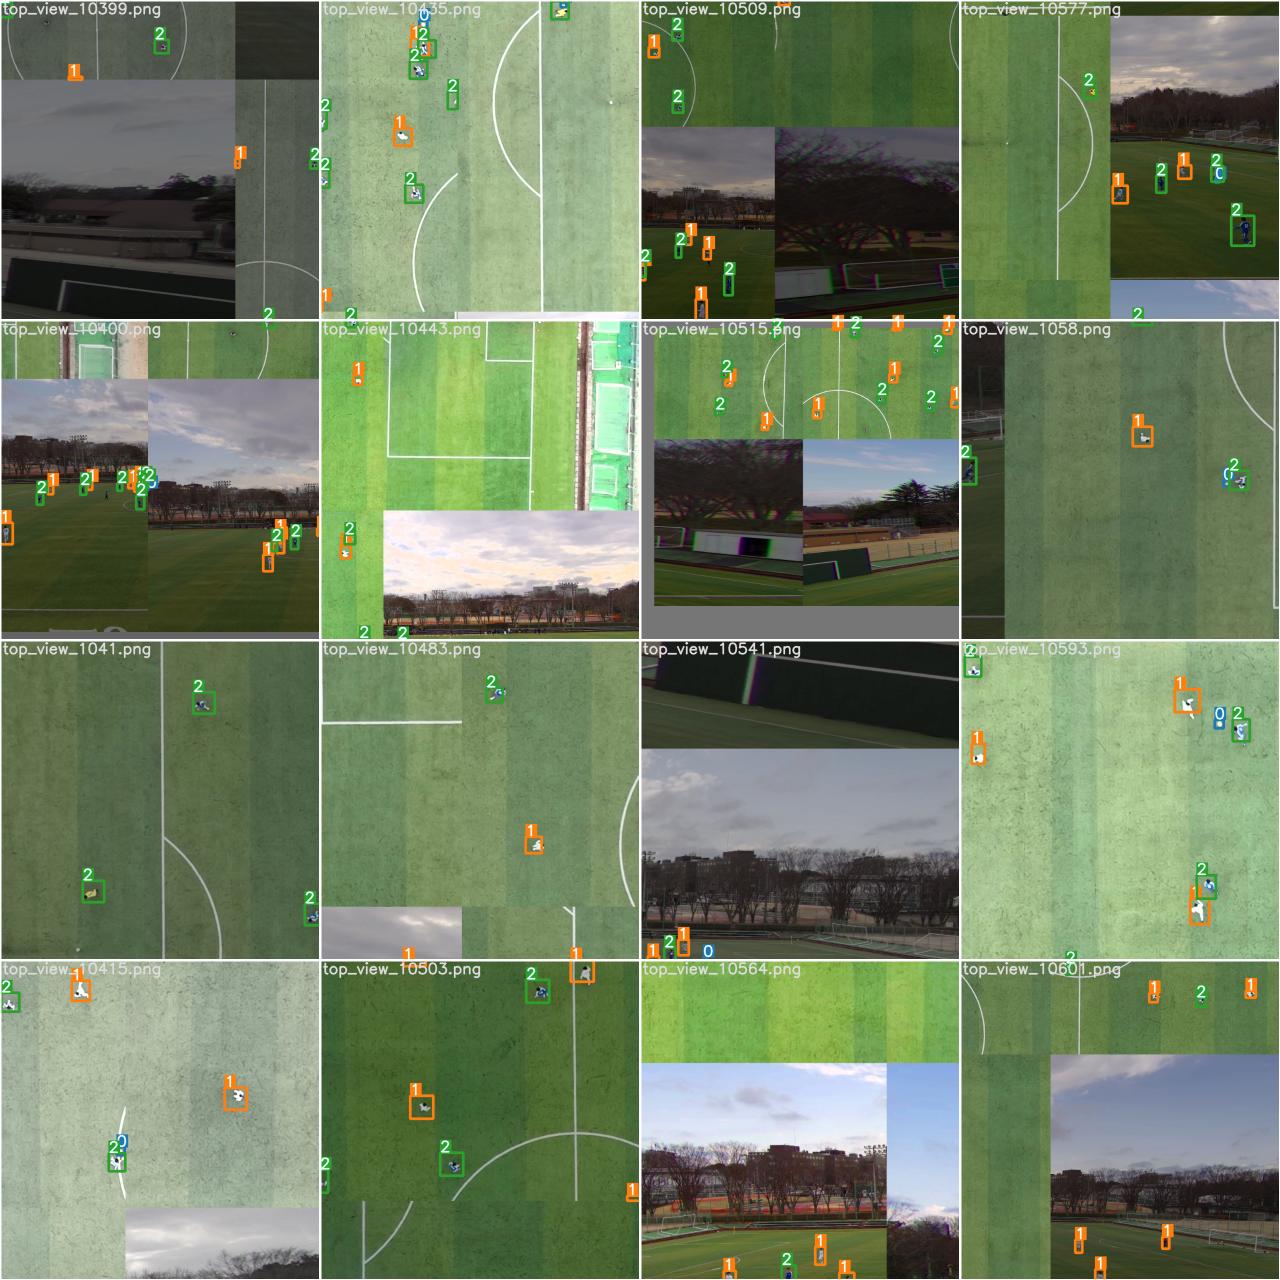 top_view_10399.png
top_view_10435.png
top_view_10509.png
top_view_10577.png
top_view_10400.png
top_view_10443.png
top_view_10515.png
top_view_1058.png
top_view_1041.png
top_view_10483.png
top_view_10541.png
top_view_10593.png
top_view_10415.png
top_view_10503.png
top_view_10564.png
top_view_10601.png